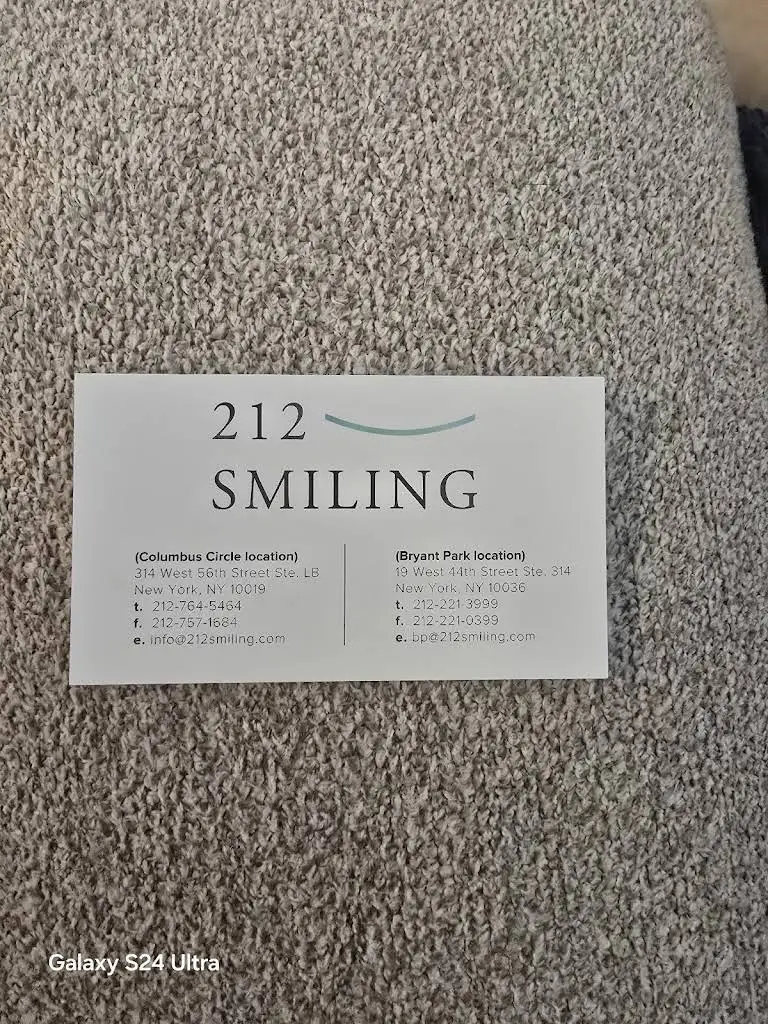 212
SMILING
(Columbus Circle location)
314 West 56th Street Ste. LB
New York, NY 10019
t. 212-764-5464
f. 212-757-1684
e. info@212smiling.com
(Bryant Park location)
19 West 44th Street Ste. 314
New York, NY 10036
t. 212-221-3999
f. 212-221-0399
e. bp@212smiling.com
Galaxy S24 Ultra